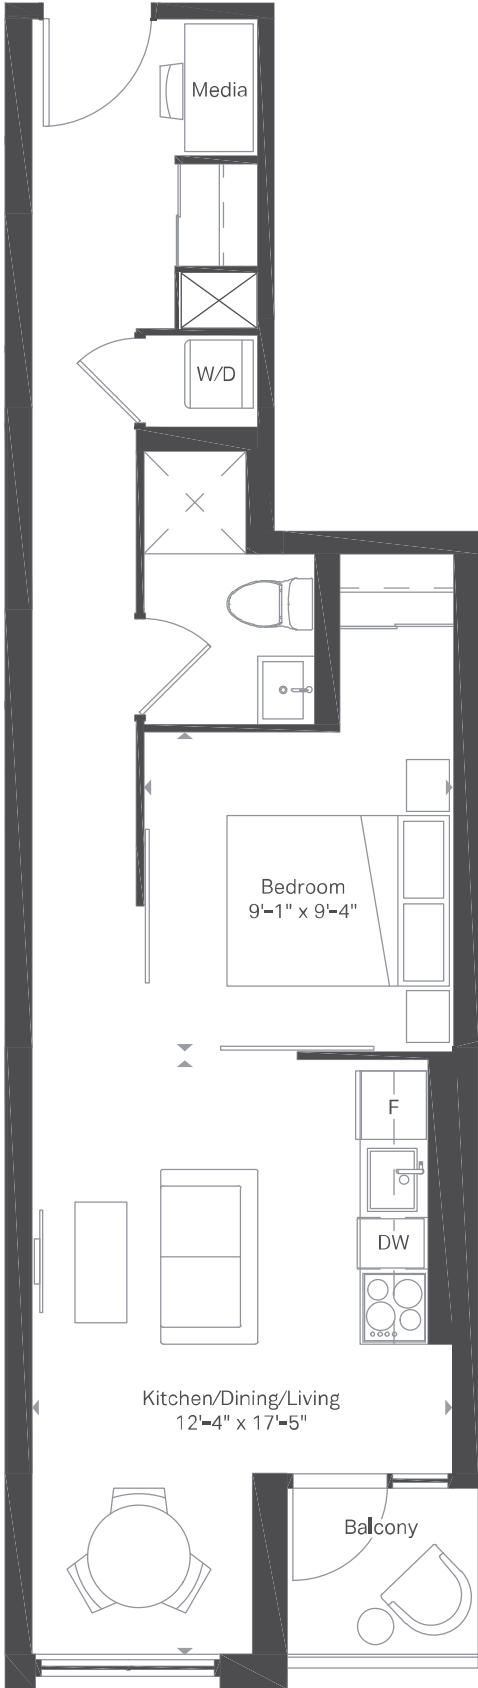 Media
W/D
Bedroom
9'-1" x 9'-4"
F
DW
Kitchen/Dining/Living
12'-4" x 17'-5"
Balcony